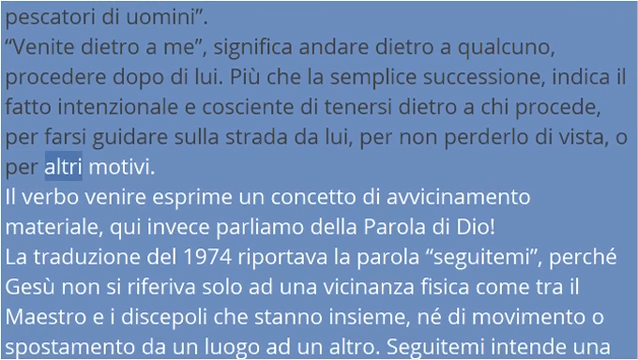 pescatori di uomini”.
“Venite dietro a me”, significa andare dietro a qualcuno,
procedere dopo di lui. Più che la semplice successione, indica il
fatto intenzionale e cosciente di tenersi dietro a chi procede,
per farsi guidare sulla strada da lui, per non perderlo di vista, o
per altri motivi.
Il verbo venire esprime un concetto di avvicinamento
materiale, qui invece parliamo della Parola di Dio!
La traduzione del 1974 riportava la parola “seguitemi”, perché
Gesù non si riferiva solo ad una vicinanza fisica come tra il
Maestro e i discepoli che stanno insieme, né di movimento o
spostamento da un luogo ad un altro. Seguitemi intende una